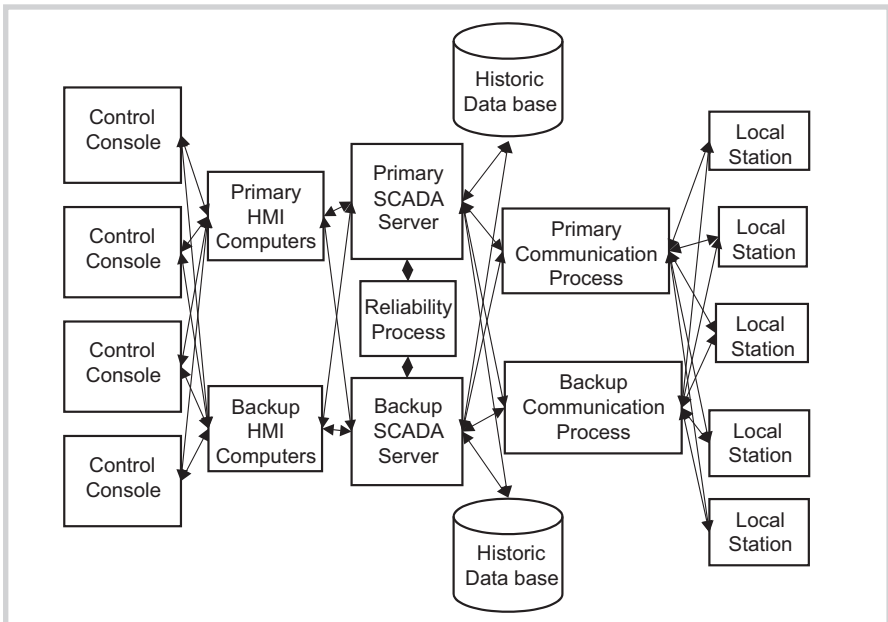 Control
Console
Control
Console
Control
Console
Control
Console
Primary
HMI
Computers
Backup
HMI
Computers
Primary
SCADA
Server
Reliability
Process
Backup
SCADA
Server
Historic
Data base
Historic
Data base
Primary
Communication
Process
Backup
Communication
Process
Local
Station
Local
Station
Local
Station
Local
Station
Local
Station